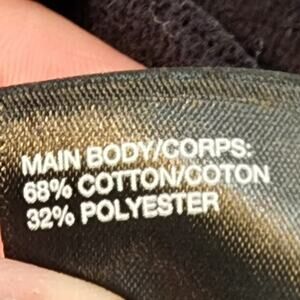 MAIN BODY/CORPS:
68% COTTON/COTON
32% POLYESTER